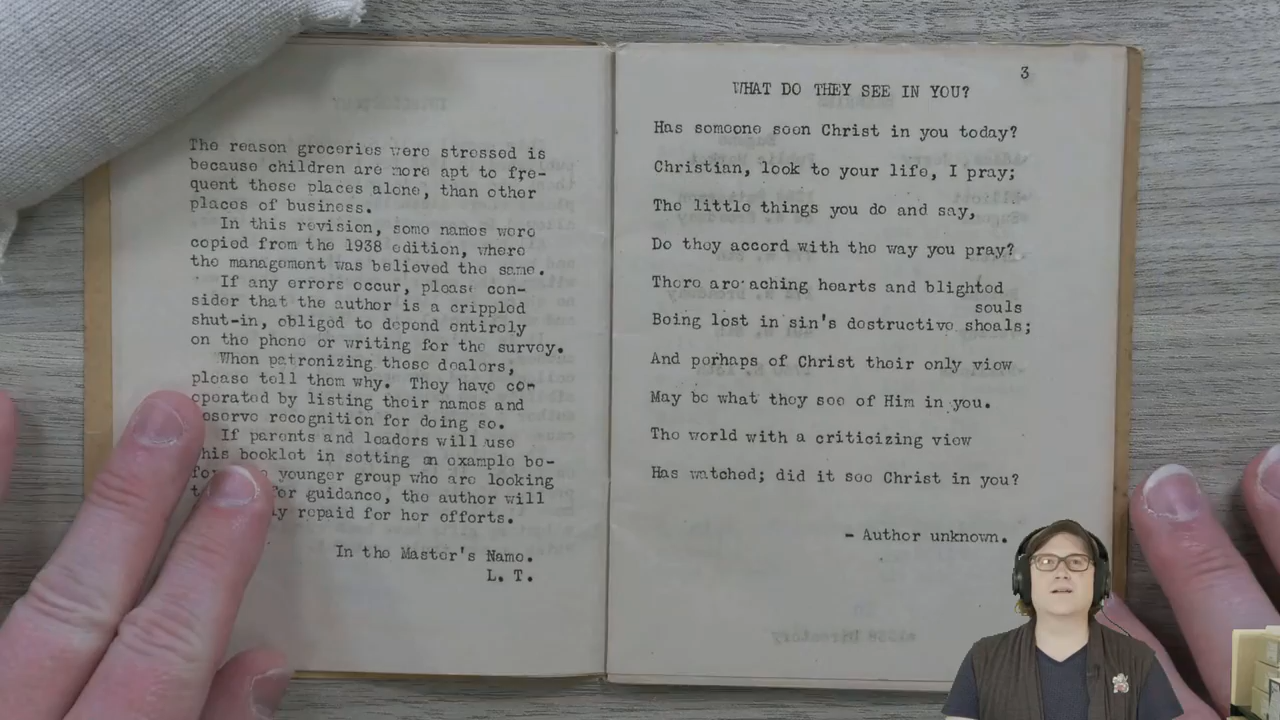 The reason groceries were stressed is
because children are more apt to fre-
quent these places alone, than other
places of business.
In this revision, some names were
copied from the 1938 edition, where
the management was believed the same.
If any errors occur, please con-
sider that the author is a crippled
shut-in, obliged to depend entirely
on the phone or writing for the survey.
When patronizing these dealers,
please tell them why. They have co-
operated by listing their names and
deserve recognition for doing so.
If parents and leaders will use
this booklet in setting an example be-
younger group who are looking
for guidance, the author will
repaid for her efforts.
In the Master's Name.
L. T.
3
WHAT DO THEY SEE IN YOU?
Has someone seen Christ in you today?
Christian, look to your life, I pray;
The little things you do and say,
Do they accord with the way you pray?
There are aching hearts and blighted
souls
Being lost in sin's destructive shoals;
And perhaps of Christ their only view
May be what they see of Him in you.
The world with a criticizing view
Has watched; did it see Christ in you?
- Author unknown.